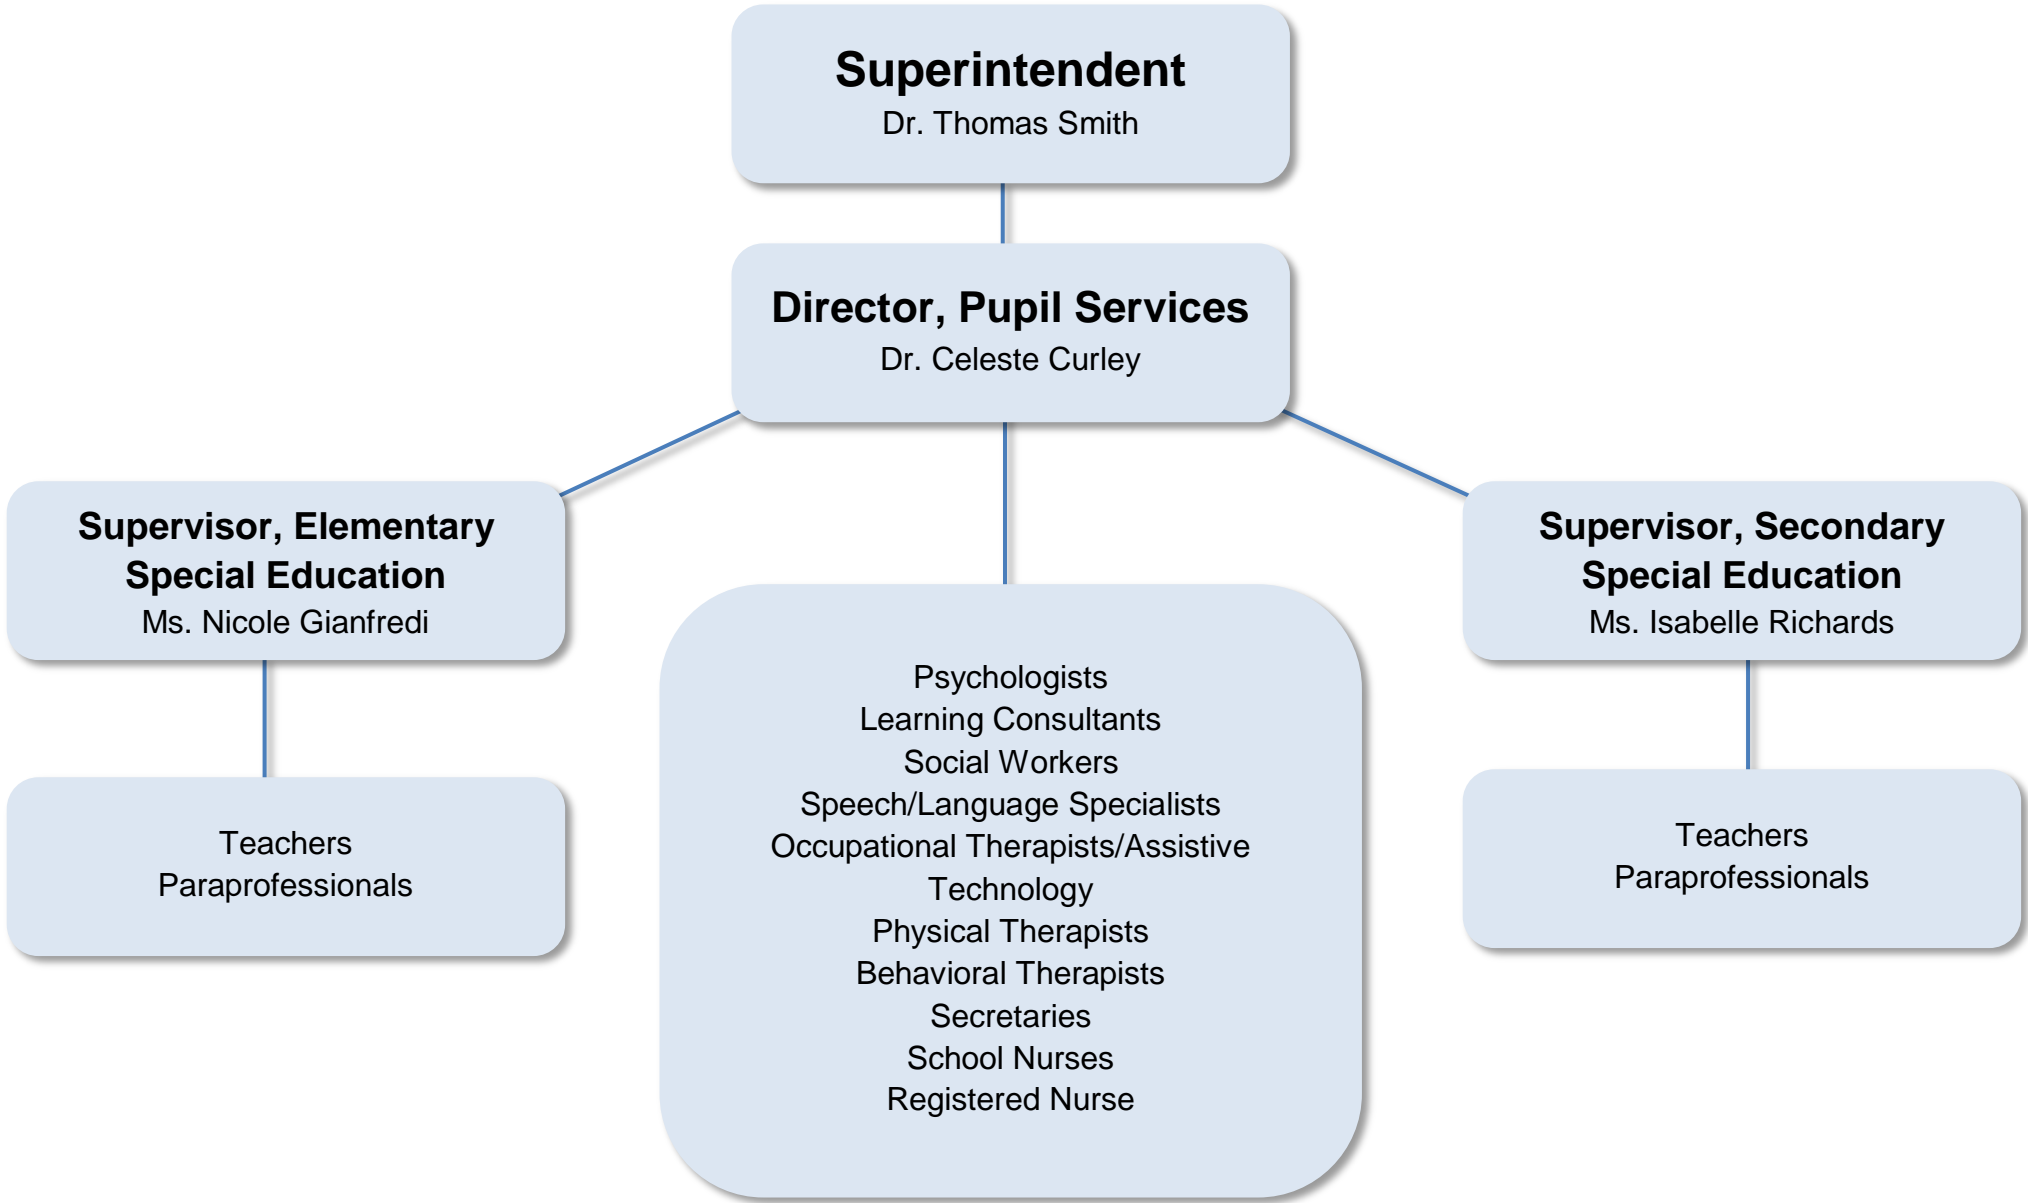 Superintendent
Dr. Thomas Smith
Director, Pupil Services
Dr. Celeste Curley
Supervisor, Elementary
Special Education
Ms. Nicole Gianfredi
Supervisor, Secondary
Special Education
Ms. Isabelle Richards
Psychologists
Learning Consultants
Social Workers
Speech/Language Specialists
Occupational Therapists/Assistive
Technology
Physical Therapists
Behavioral Therapists
Secretaries
School Nurses
Registered Nurse
Teachers
Paraprofessionals
Teachers
Paraprofessionals